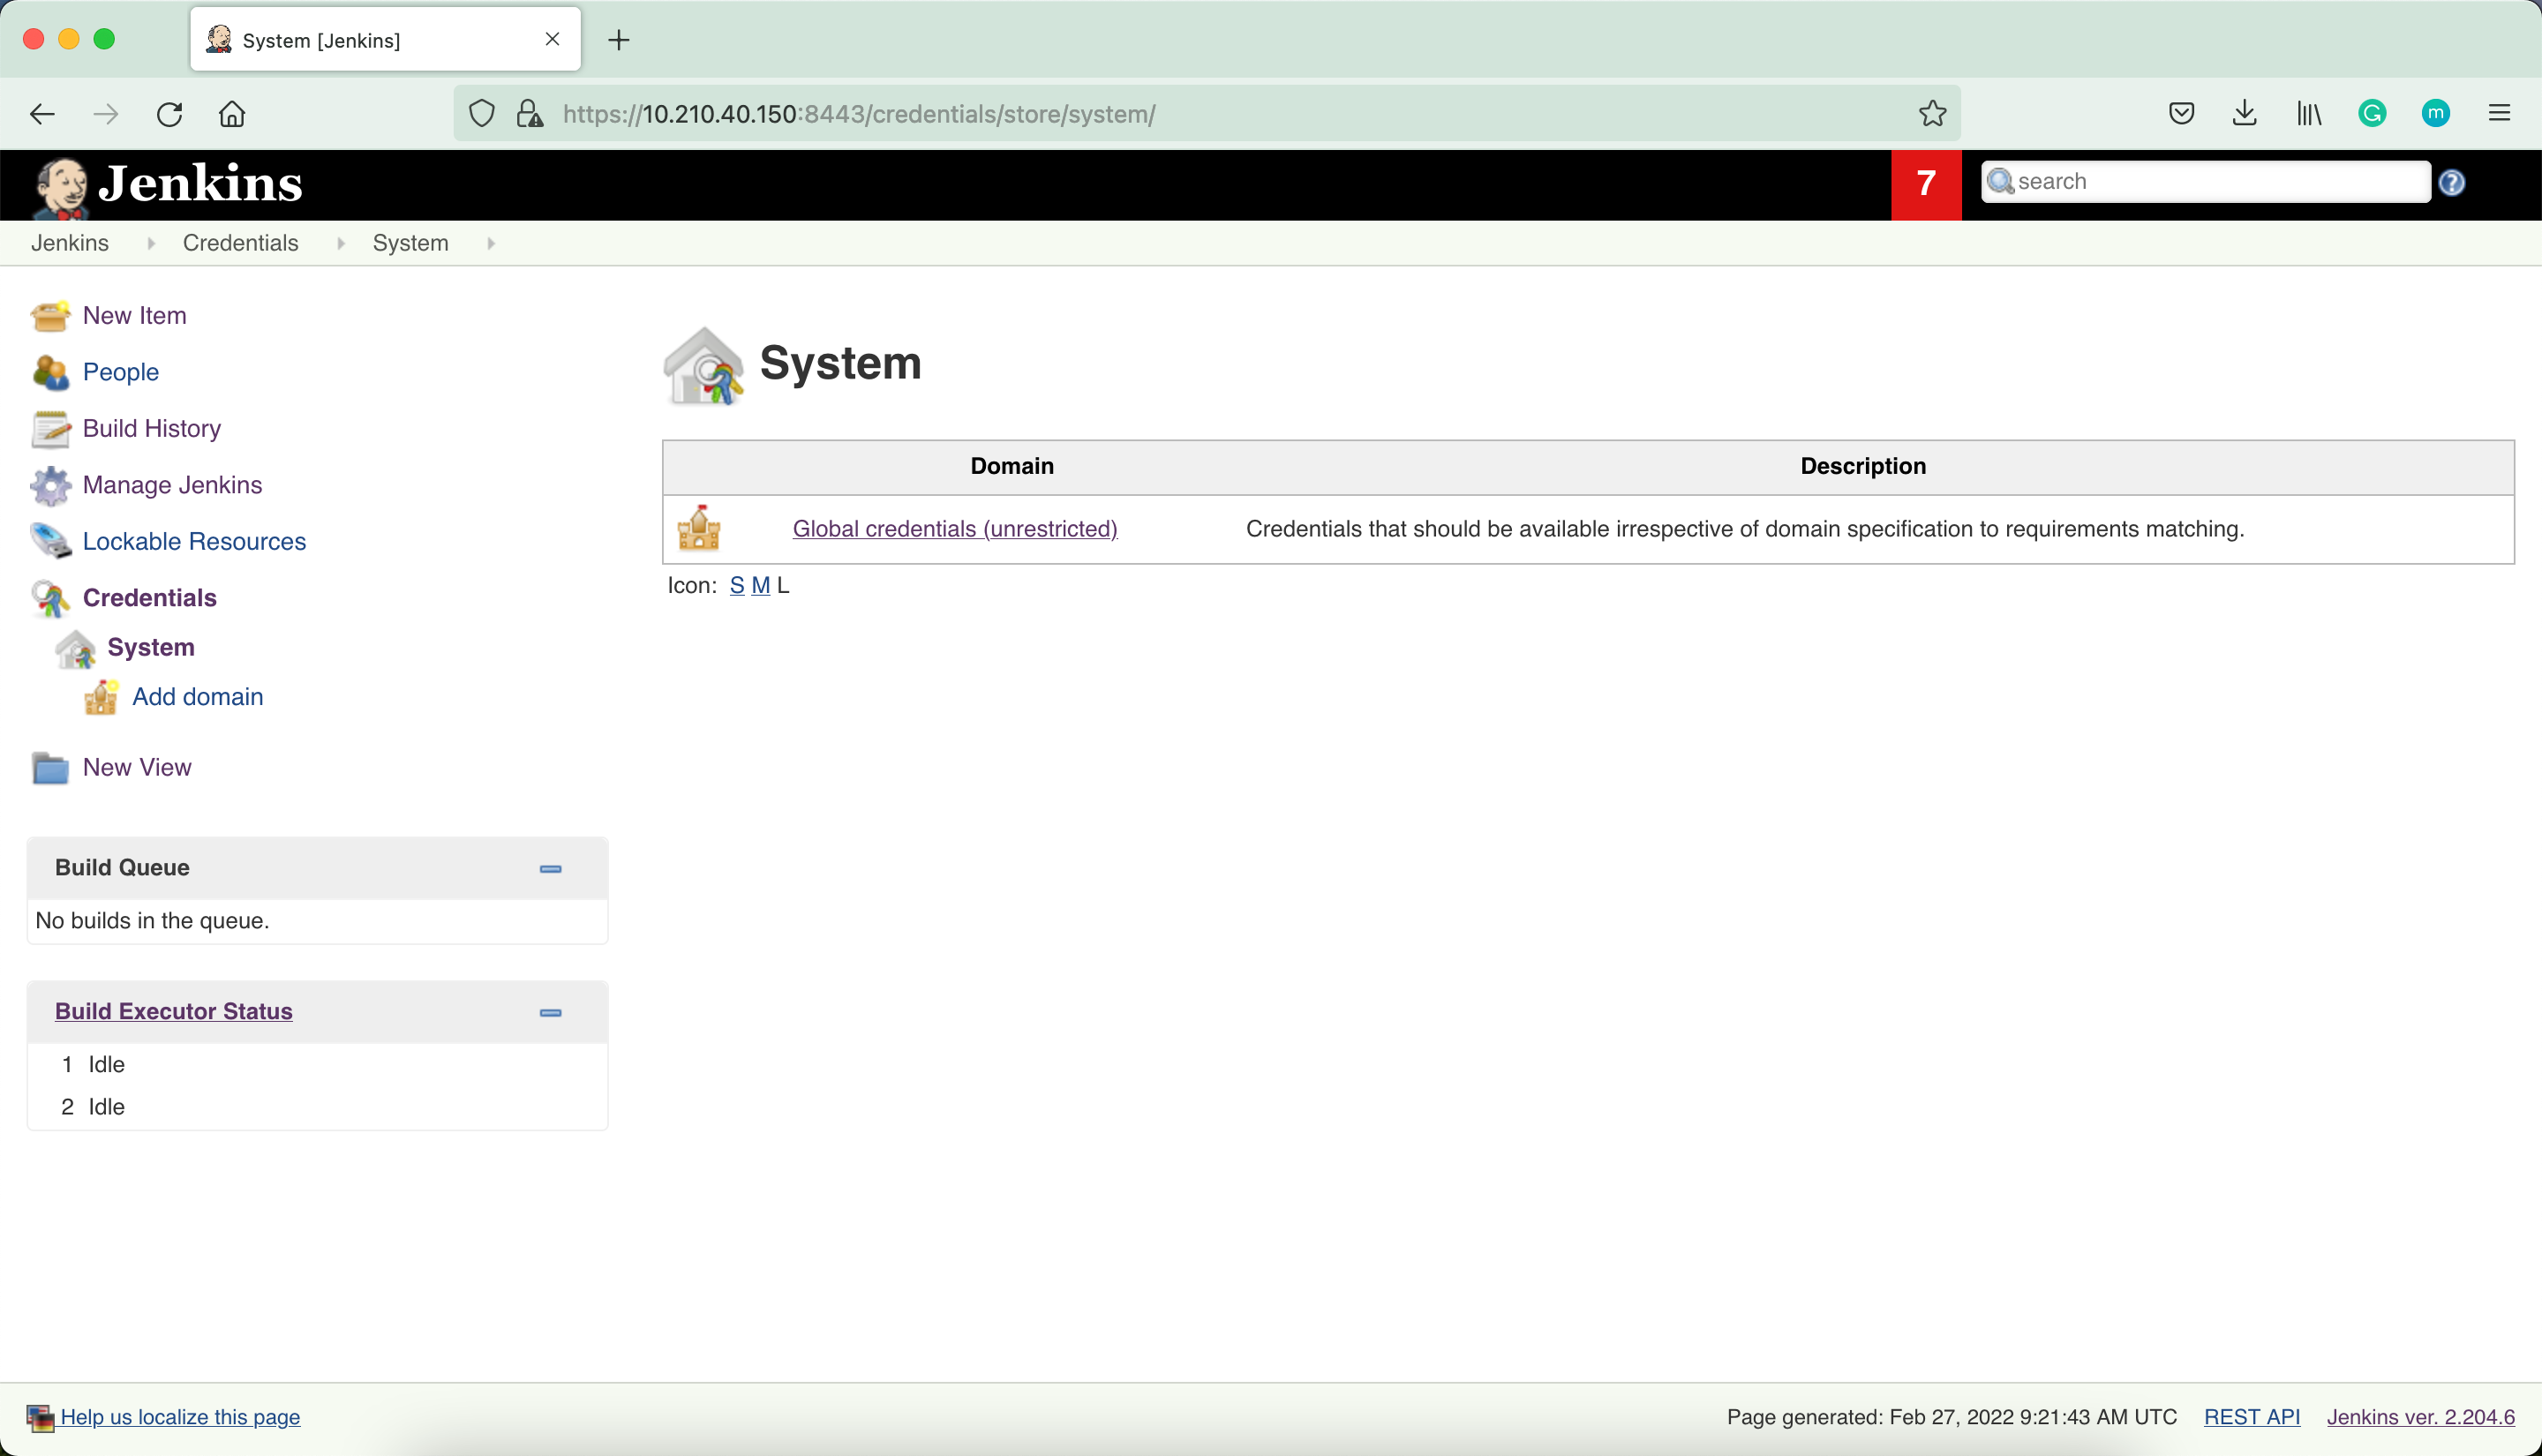 System [Jenkins]
https://10.210.40.150:8443/credentials/store/system/
m
Jenkins
7
search
Jenkins Credentials System
New Item
People
Build History
Manage Jenkins
Lockable Resources
Credentials
System
Add domain
New View
Build Queue
No builds in the queue.
Build Executor Status
1 Idle
2 Idle
System
Domain Description
Global credentials (unrestricted) Credentials that should be available irrespective of domain specification to requirements matching.
Icon: S M L
Help us localize this page
Page generated: Feb 27, 2022 9:21:43 AM UTC REST API Jenkins ver. 2.204.6